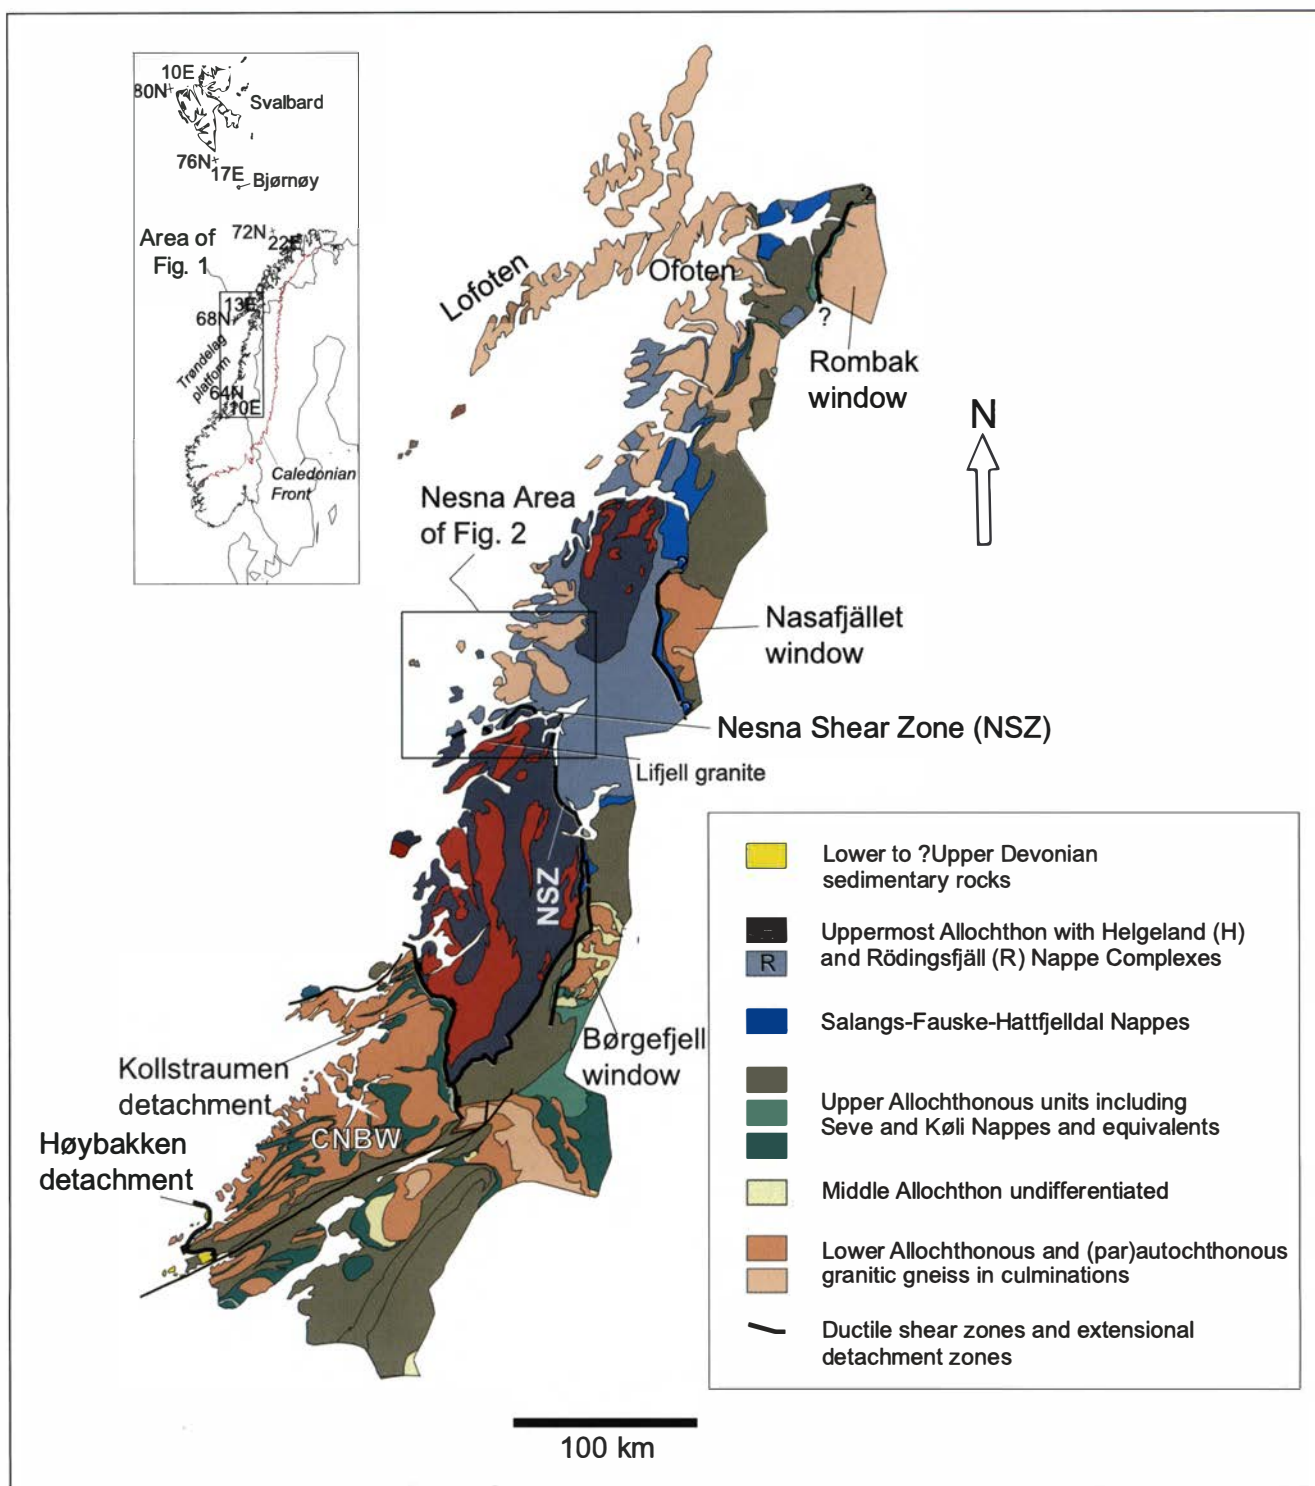 10E
80N
Svalbard
76N
17E
Bjørnøy
72N
22E
Area of
Fig. 1
13E
68N
Trøndelag
platform
64N
10E
Caledonian
Front
Lofoten
Ofoten
?
Rombak
window
N
Nesna Area
of Fig. 2
Nasafjället
window
Nesna Shear Zone (NSZ)
Lifjell granite
NSZ
Børgefjell
window
Kollstraumen
detachment
CNBW
Høybakken
detachment
Lower to ?Upper Devonian
sedimentary rocks
Uppermost Allochthon with Helgeland (H)
R and Rödingsfjäll (R) Nappe Complexes
Salangs-Fauske-Hattfjelldal Nappes
Upper Allochthonous units including
Seve and Køli Nappes and equivalents
Middle Allochthon undifferentiated
Lower Allochthonous and (par)autochthonous
granitic gneiss in culminations
Ductile shear zones and extensional
detachment zones
100 km